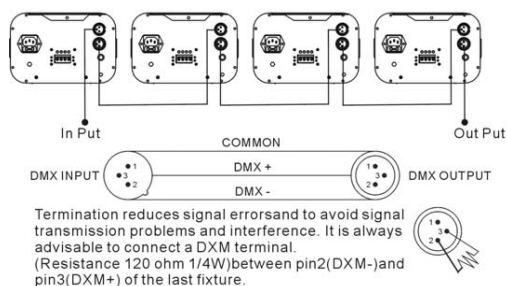 In Put
Out Put
COMMON
DMX INPUT
1
3
2
DMX +
DMX -
1
3
2
DMX OUTPUT
Termination reduces signal errorsand to avoid signal
transmission problems and interference. It is always
advisable to connect a DXM terminal.
(Resistance 120 ohm 1/4W)between pin2(DXM-)and
pin3(DXM+) of the last fixture.
1
3
2